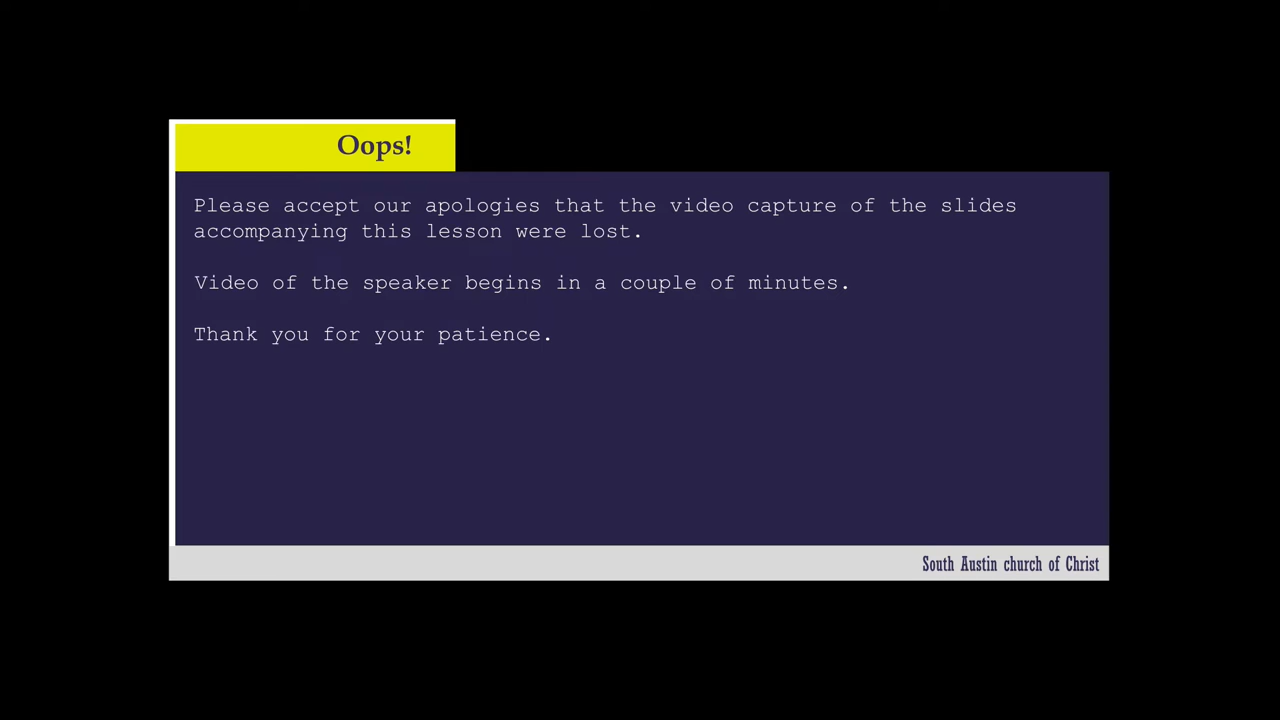 Oops!
Please accept our apologies that the video capture of the slides
accompanying this lesson were lost.
Video of the speaker begins in a couple of minutes.
Thank you for your patience.
South Austin church of Christ